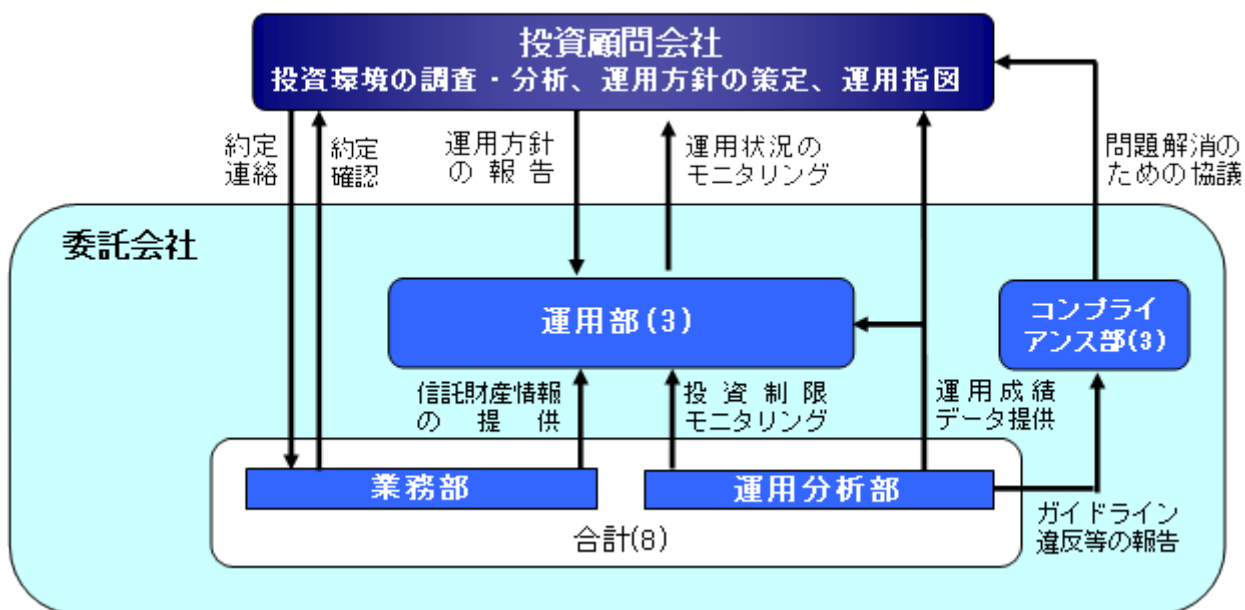 投資顧問会社
投資環境の調査・分析、運用方針の策定、運用指図
約定
連絡
約定
確認
運用方針
の報告
運用状況の
モニタリング
問題解消の
ための協議
委託会社
運用部(3)
コンプライ
アンス部(3)
信託財産情報
の提供
投資制限
モニタリング
運用成績
データ提供
業務部
運用分析部
合計(8)
ガイドライン
違反等の報告